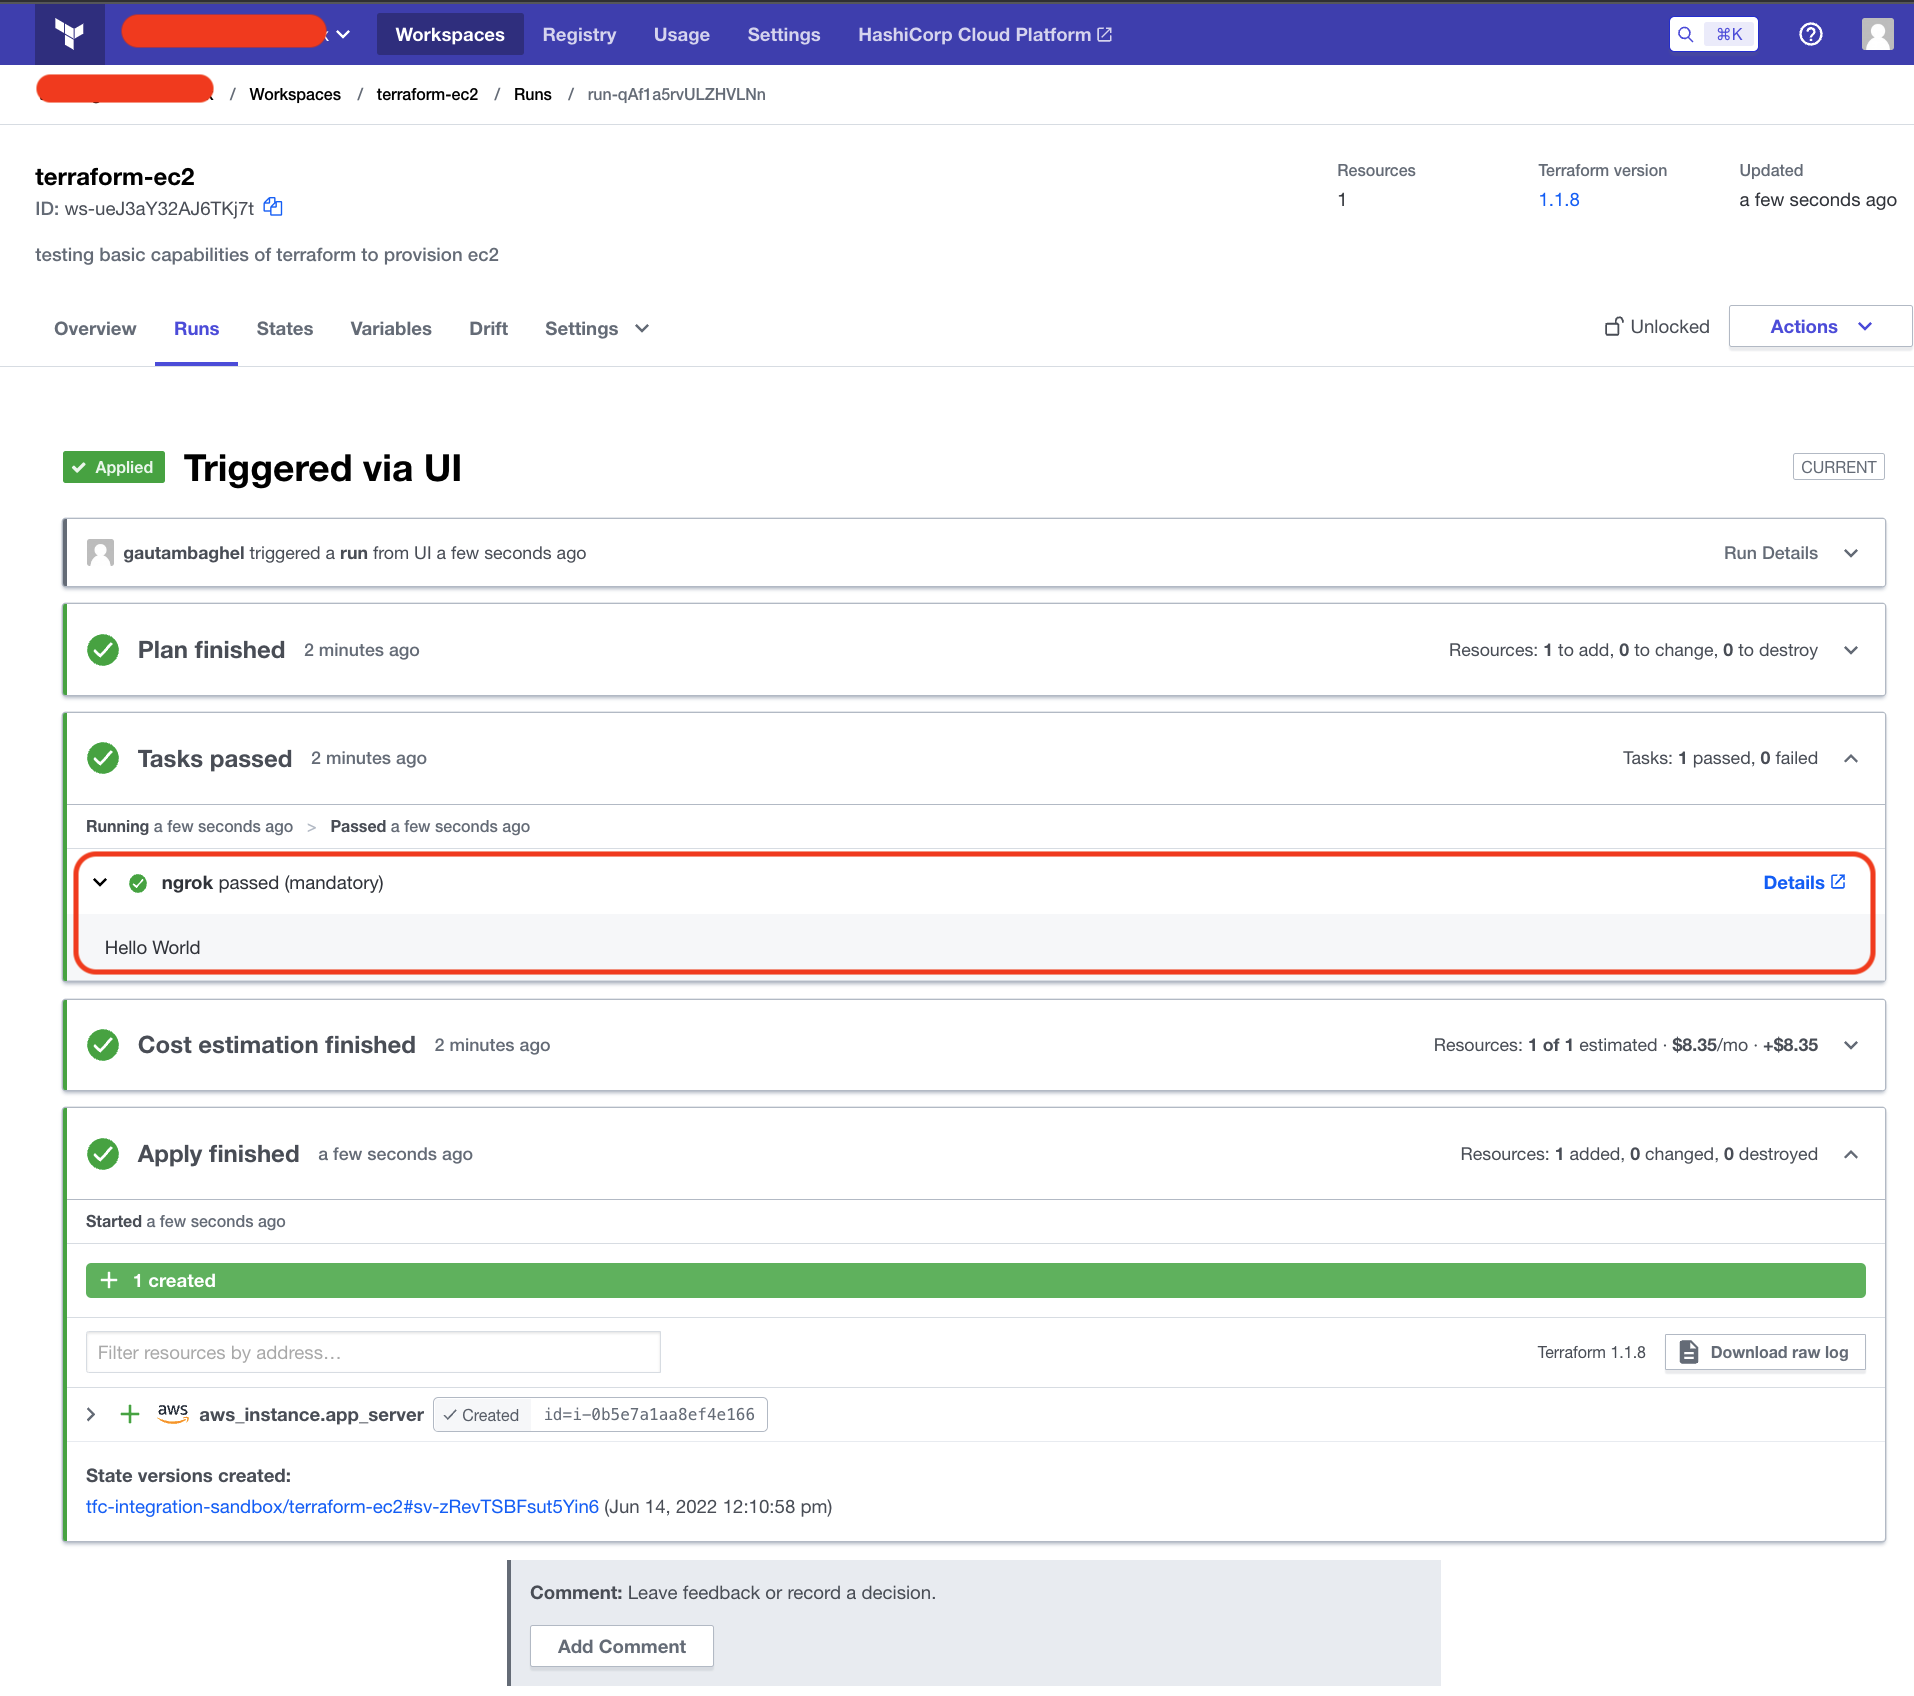 Workspaces Registry Usage Settings HashiCorp Cloud Platform ⌘K
/ Workspaces / terraform-ec2 / Runs / run-qAf1a5rvULZHVLNn
terraform-ec2
ID: ws-ueJ3aY32AJ6TKj7t
testing basic capabilities of terraform to provision ec2
Resources
1
Terraform version
1.1.8
Updated
a few seconds ago
Overview Runs States Variables Drift Settings
Unlocked Actions
Applied Triggered via UI CURRENT
gautambaghel triggered a run from UI a few seconds ago Run Details
Plan finished 2 minutes ago Resources: 1 to add, 0 to change, 0 to destroy
Tasks passed 2 minutes ago Tasks: 1 passed, 0 failed
Running a few seconds ago > Passed a few seconds ago
ngrok passed (mandatory) Details
Hello World
Cost estimation finished 2 minutes ago Resources: 1 of 1 estimated · $8.35/mo · +$8.35
Apply finished a few seconds ago Resources: 1 added, 0 changed, 0 destroyed
Started a few seconds ago
+ 1 created
Filter resources by address… Terraform 1.1.8 Download raw log
aws aws_instance.app_server Created id=i-0b5e7a1aa8ef4e166
State versions created:
tfc-integration-sandbox/terraform-ec2#sv-zRevTSBFsut5Yin6 (Jun 14, 2022 12:10:58 pm)
Comment: Leave feedback or record a decision.
Add Comment